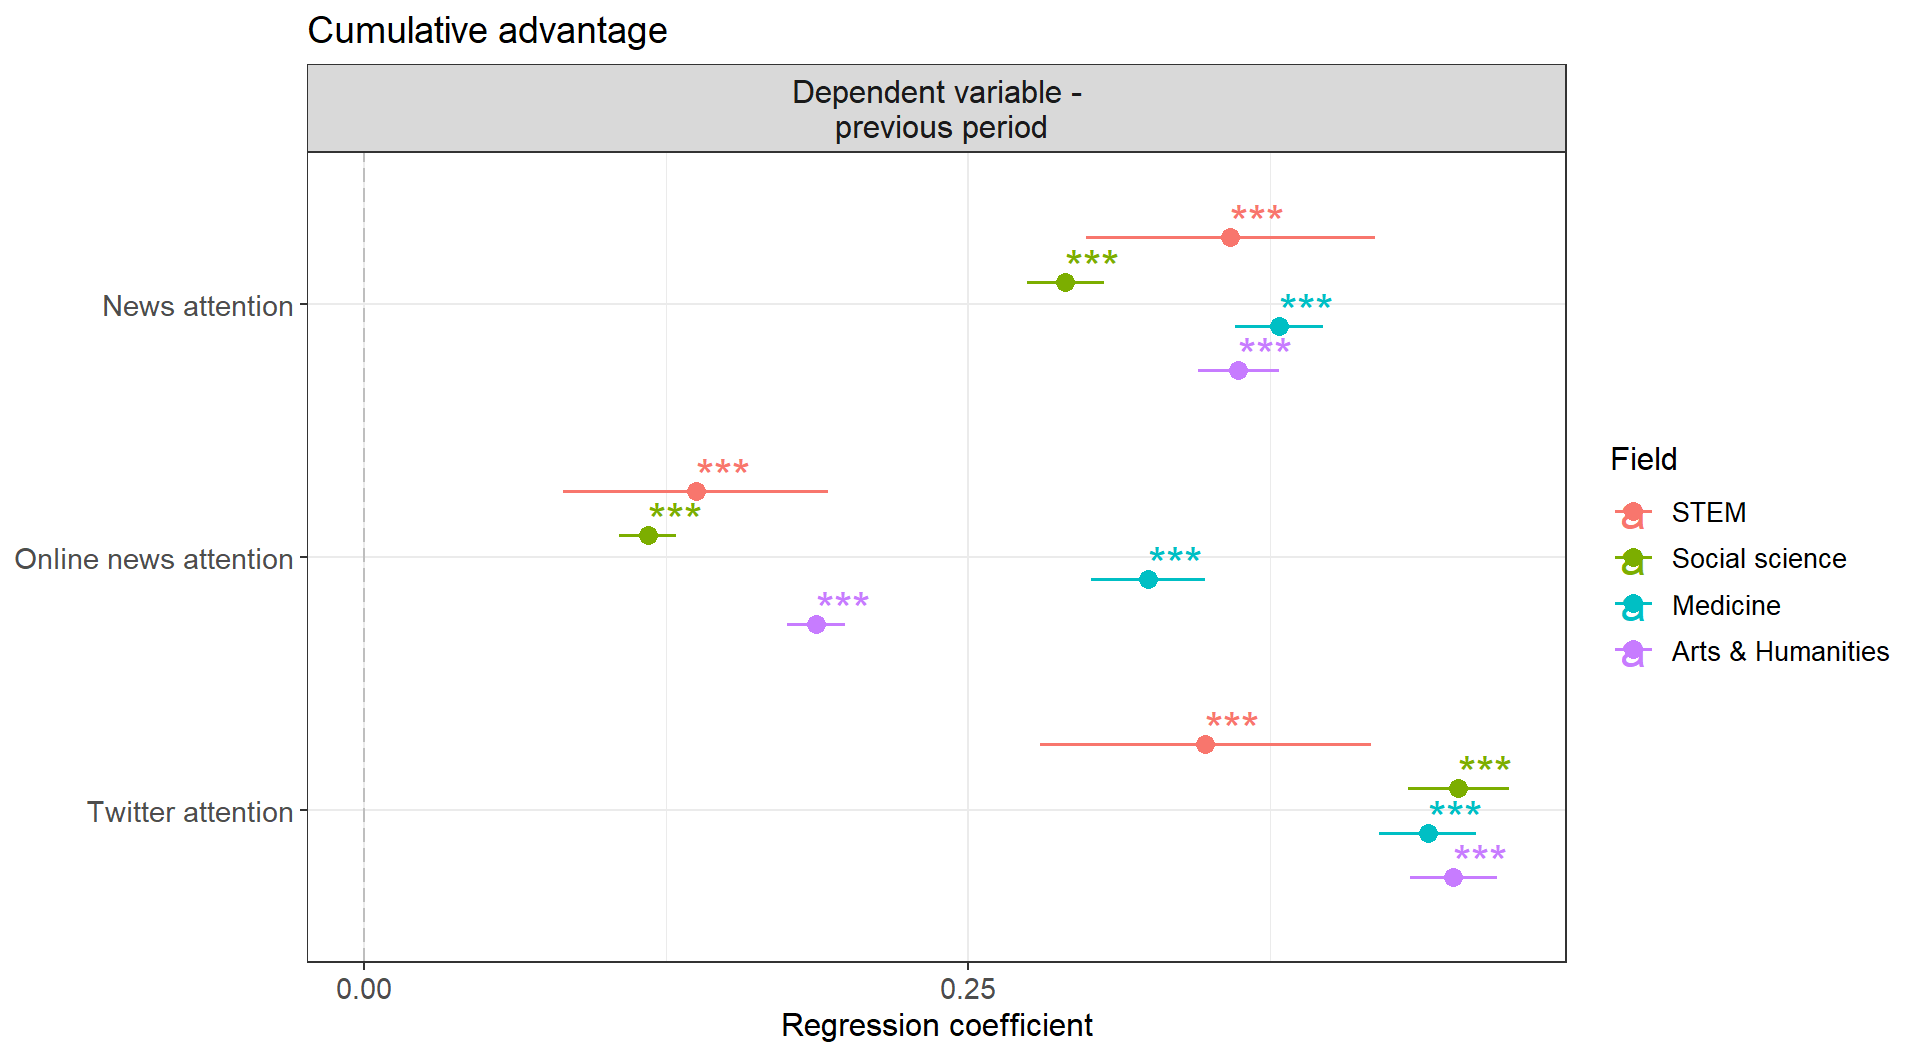 Cumulative advantage
Dependent variable -
previous period
***
***
News attention
***
***
***
***
Online news attention
***
***
***
***
Twitter attention
***
***
0.00
0.25
Regression coefficient
Field
a STEM
a Social science
a Medicine
a Arts & Humanities